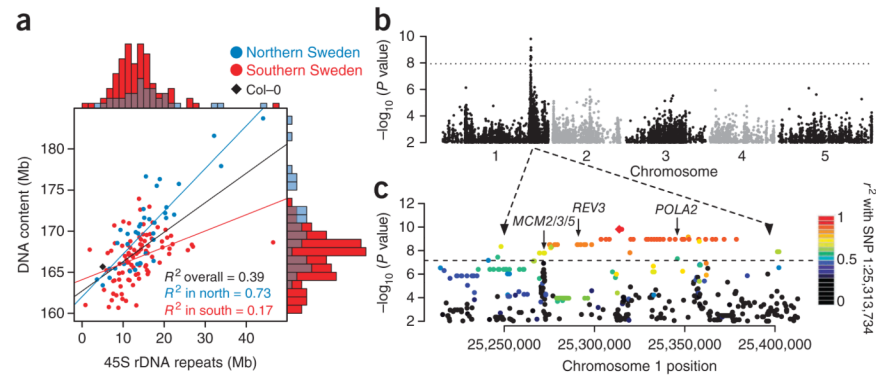 a
Northern Sweden
Southern Sweden
Col–0
DNA content (Mb)
180
175
170
165
160
R² overall = 0.39
R² in north = 0.73
R² in south = 0.17
0 10 20 30 40
45S rDNA repeats (Mb)
b
–log₁₀ (P value)
10
8
6
4
2
1 2 3 4 5
Chromosome
c
–log₁₀ (P value)
12
10
8
6
4
2
MCM2/3/5
REV3
POLA2
25,250,000 25,300,000 25,350,000 25,400,000
Chromosome 1 position
1
0.5
0
r² with SNP 1:25,313,734